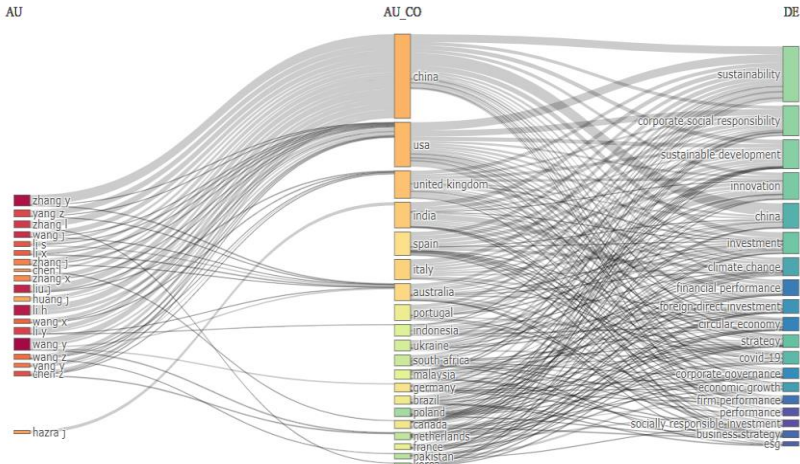 AU
AU_CO
DE
zhang y
yang z
zhang l
wang j
li s
li x
zhang j
zhang x
liu j
huang j
li h
wang x
li y
wang y
wang z
yang y
chen z
hazra j
china
usa
united kingdom
india
spain
italy
australia
portugal
indonesia
ukraine
south africa
malaysia
germany
brazil
poland
canada
netherlands
france
pakistan
korea
sustainability
corporate social responsibility
sustainable development
innovation
china
investment
climate change
financial performance
foreign direct investment
circular economy
strategy
covid-19
corporate governance
economic growth
firm performance
performance
socially responsible investment
business strategy
esg